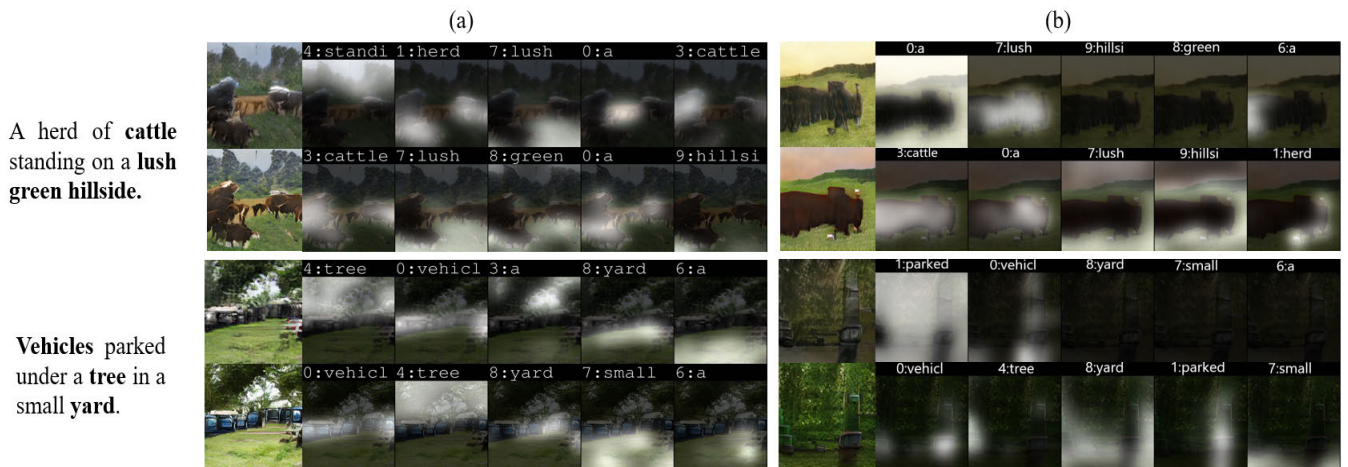 (a)
(b)
A herd of cattle
standing on a lush
green hillside.
4:standi 1:herd 7:lush 0:a 3:cattle
3:cattle 7:lush 8:green 0:a 9:hillsi
0:a 7:lush 9:hillsi 8:green 6:a
3:cattle 0:a 7:lush 9:hillsi 1:herd
Vehicles parked
under a tree in a
small yard.
4:tree 0:vehicl 3:a 8:yard 6:a
0:vehicl 4:tree 8:yard 7:small 6:a
1:parked 0:vehicl 8:yard 7:small 6:a
0:vehicl 4:tree 8:yard 1:parked 7:small